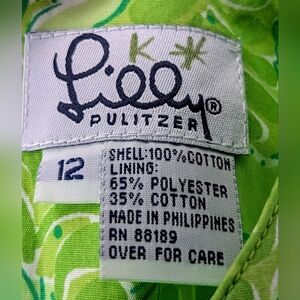 K *
Lilly®
PULITZER
12
SHELL:100%COTTON
LINING:
65% POLYESTER
35% COTTON
MADE IN PHILIPPINES
RN 88189
OVER FOR CARE